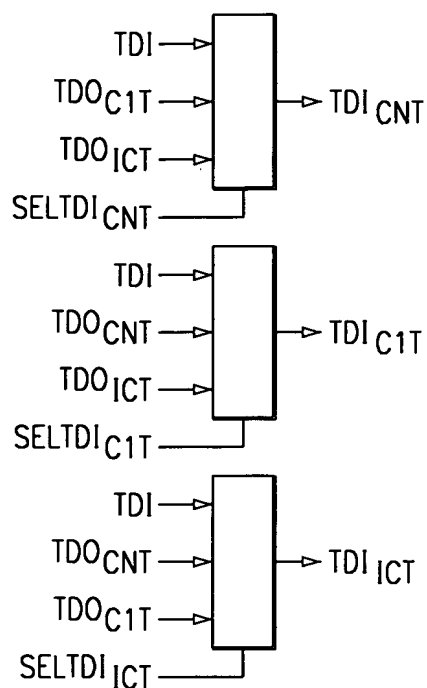 TDI
TDO C1T
TDI CNT
TDO ICT
SELTDI CNT
TDI
TDO CNT
TDI C1T
TDO ICT
SELTDI C1T
TDI
TDO CNT
TDI ICT
TDO C1T
SELTDI ICT